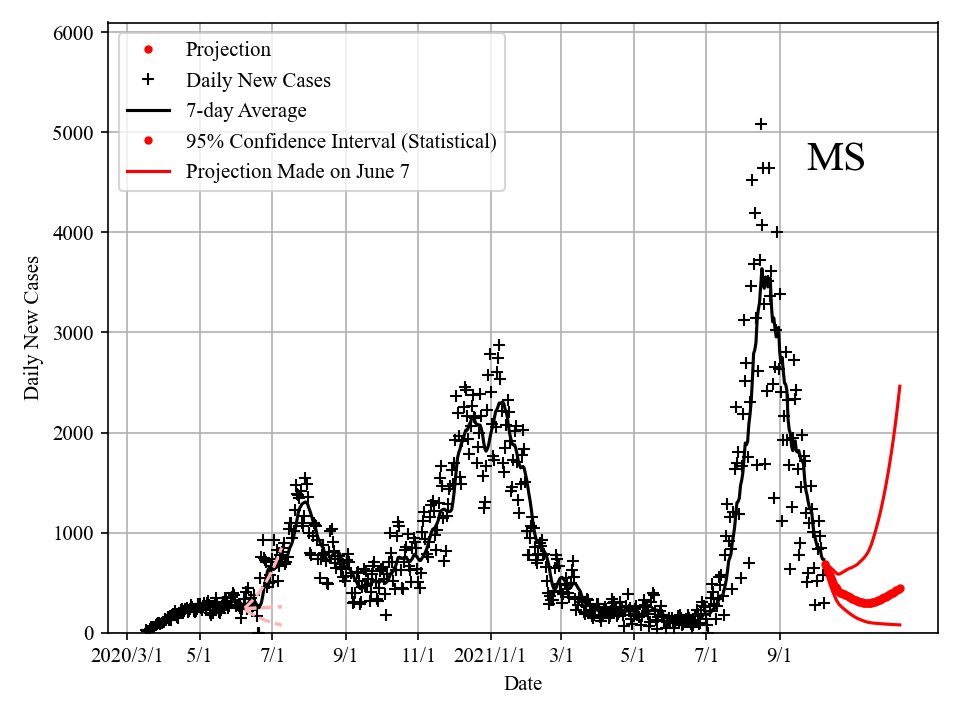 6000
5000
4000
3000
2000
1000
0
Daily New Cases
Projection
Daily New Cases
7-day Average
95% Confidence Interval (Statistical)
Projection Made on June 7
MS
2020/3/1 5/1 7/1 9/1 11/1 2021/1/1 3/1 5/1 7/1 9/1
Date